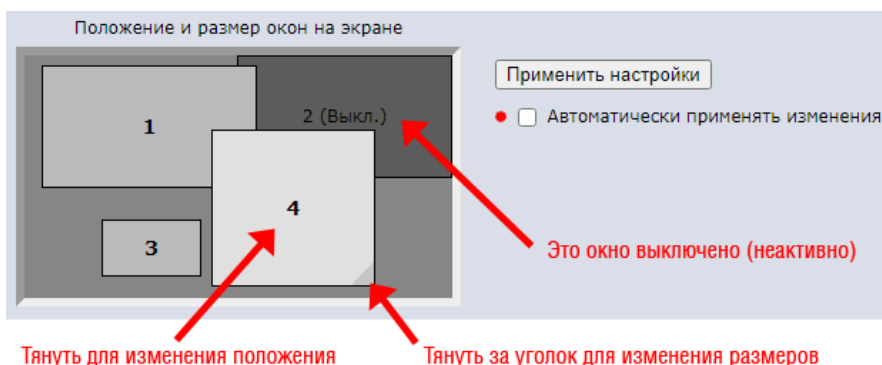 Положение и размер окон на экране
Применить настройки
Автоматически применять изменения
1
2 (Выкл.)
4
3
Это окно выключено (неактивно)
Тянуть для изменения положения
Тянуть за уголок для изменения размеров